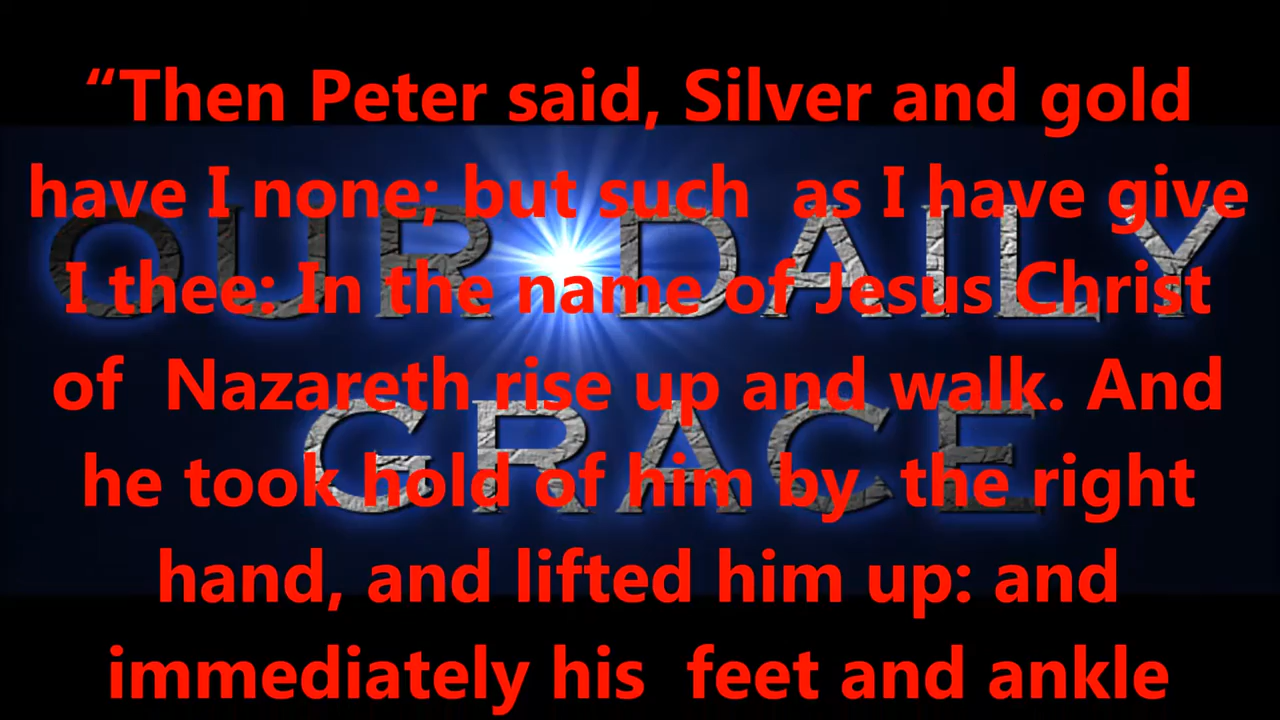 “Then Peter said, Silver and gold
have I none; but such as I have give
I thee: In the name of Jesus Christ
of Nazareth rise up and walk. And
he took hold of him by the right
hand, and lifted him up: and
immediately his feet and ankle
OUR DAILY
GRACE